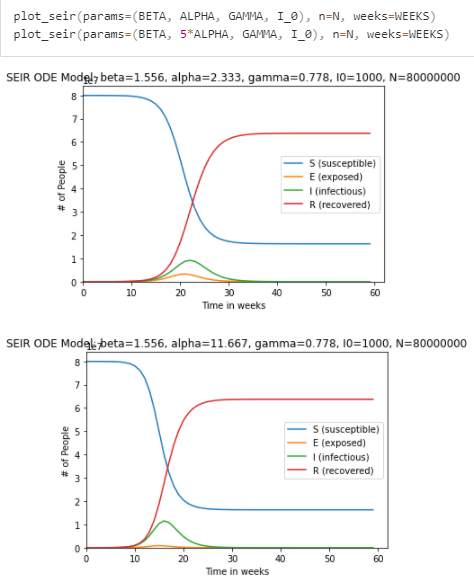 plot_seir(params=(BETA, ALPHA, GAMMA, I_0), n=N, weeks=WEEKS)
plot_seir(params=(BETA, 5*ALPHA, GAMMA, I_0), n=N, weeks=WEEKS)
SEIR ODE Model: beta=1.556, alpha=2.333, gamma=0.778, I0=1000, N=80000000
1e7
8
7
6
5
4
3
2
1
0
# of People
S (susceptible)
E (exposed)
I (infectious)
R (recovered)
0 10 20 30 40 50 60
Time in weeks
SEIR ODE Model: beta=1.556, alpha=11.667, gamma=0.778, I0=1000, N=80000000
1e7
8
7
6
5
4
3
2
1
0
# of People
S (susceptible)
E (exposed)
I (infectious)
R (recovered)
0 10 20 30 40 50 60
Time in weeks